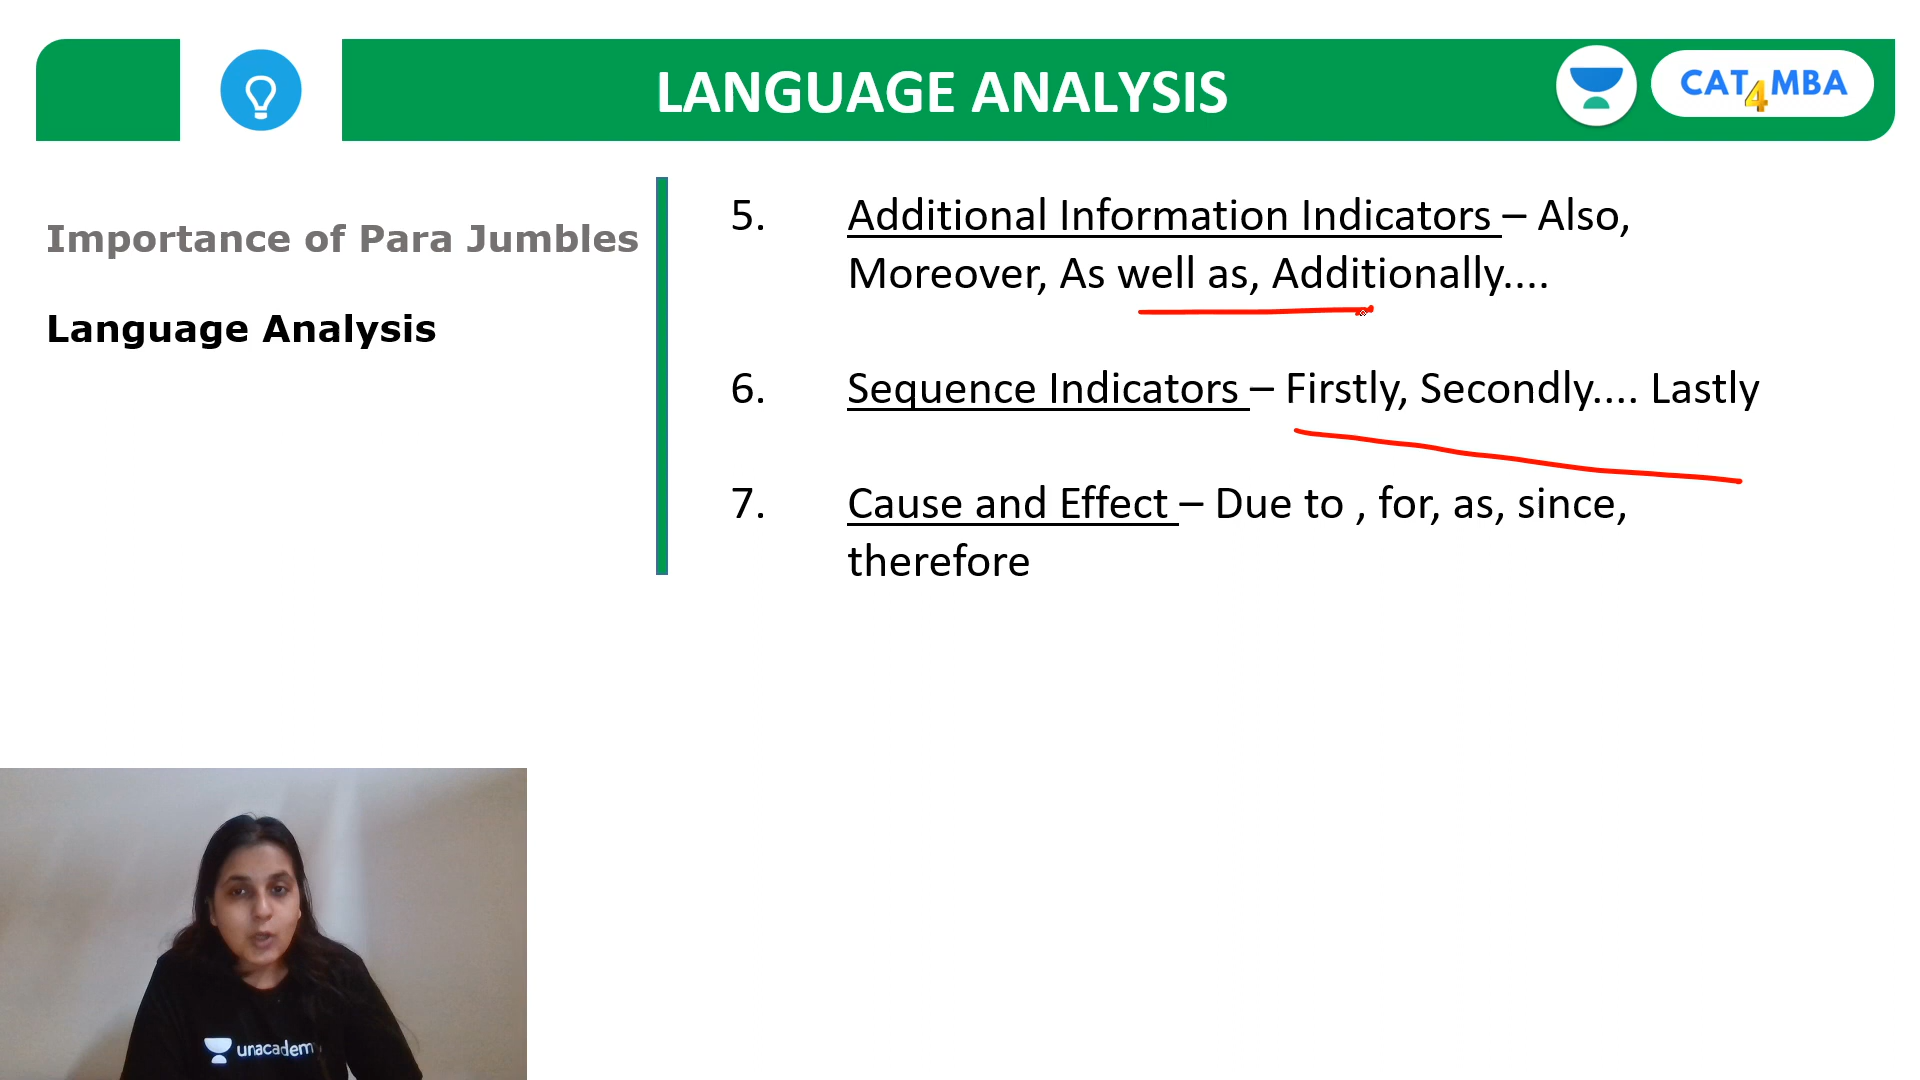 LANGUAGE ANALYSIS
CAT4MBA
Importance of Para Jumbles
Language Analysis
5. Additional Information Indicators – Also,
Moreover, As well as, Additionally....
6. Sequence Indicators – Firstly, Secondly.... Lastly
7. Cause and Effect – Due to , for, as, since,
therefore
unacadem